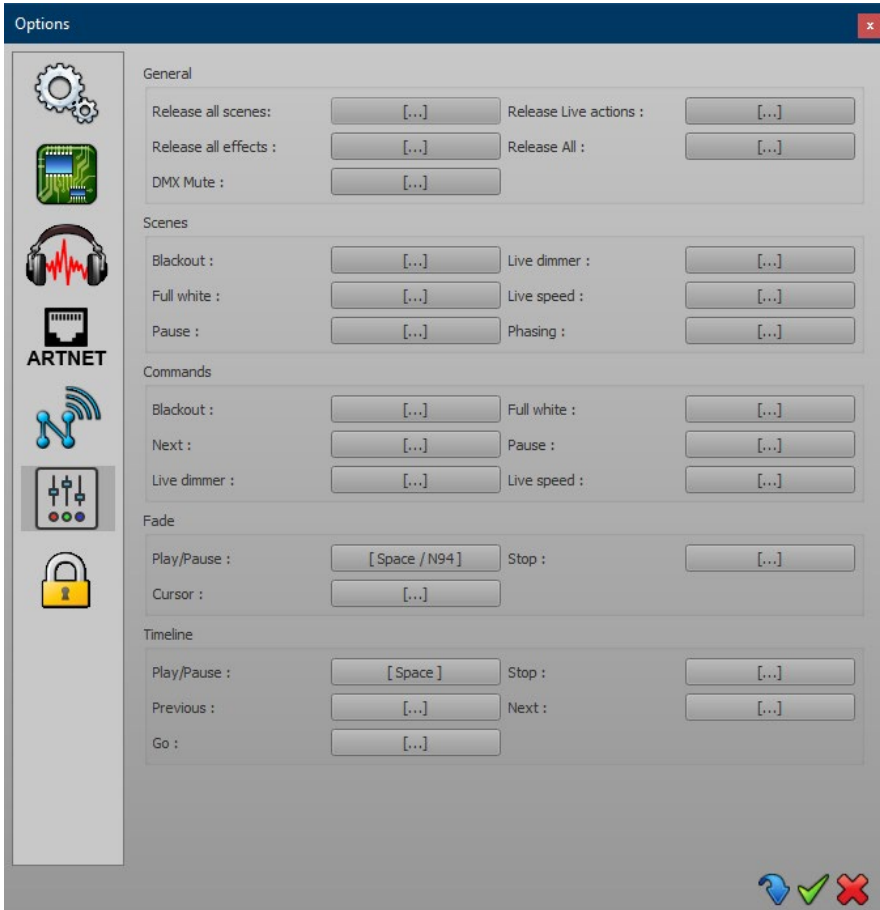 Options
x
General
Release all scenes: [...] Release Live actions : [...]
Release all effects : [...] Release All : [...]
DMX Mute : [...]
Scenes
Blackout : [...] Live dimmer : [...]
Full white : [...] Live speed : [...]
Pause : [...] Phasing : [...]
ARTNET
Commands
Blackout : [...] Full white : [...]
Next : [...] Pause : [...]
Live dimmer : [...] Live speed : [...]
Fade
Play/Pause : [ Space / N94 ] Stop : [...]
Cursor : [...]
Timeline
Play/Pause : [ Space ] Stop : [...]
Previous : [...] Next : [...]
Go : [...]